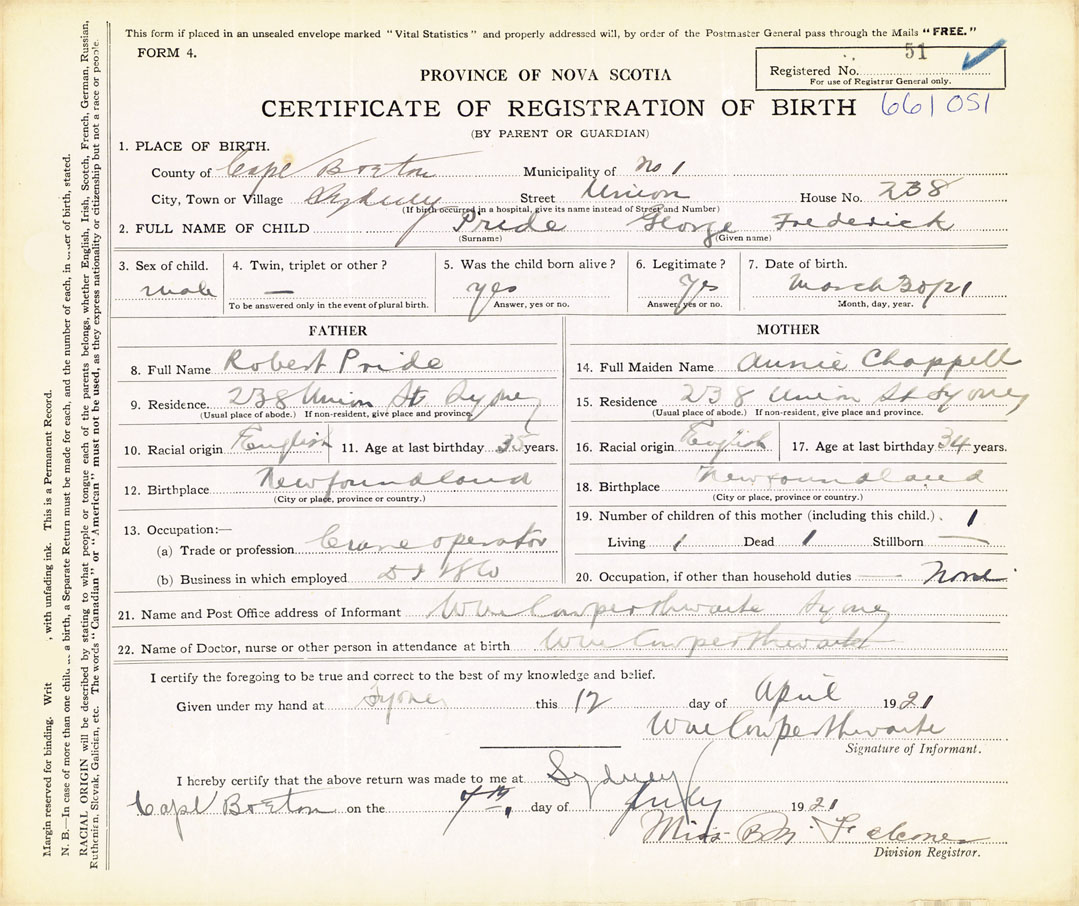 This form if placed in an unsealed envelope marked "Vital Statistics" and properly addressed will, by order of the Postmaster General pass through the Mails "FREE."
FORM 4.
51
Registered No.
For use of Registrar General only.
PROVINCE OF NOVA SCOTIA
CERTIFICATE OF REGISTRATION OF BIRTH 661051
(BY PARENT OR GUARDIAN)
1. PLACE OF BIRTH.
County of Cape Breton Municipality of No 1
City, Town or Village Sydney Street Union House No. 238
(If birth occurred in a hospital, give its name instead of Street and Number)
2. FULL NAME OF CHILD Pride George Frederick
(Surname) (Given name)
3. Sex of child. 4. Twin, triplet or other? 5. Was the child born alive? 6. Legitimate? 7. Date of birth.
male — yes Yes March 30/21
To be answered only in the event of plural birth. Answer, yes or no. Answer, yes or no. Month, day, year.
FATHER
8. Full Name Robert Pride
9. Residence. 238 Union St Sydney
(Usual place of abode.) If non-resident, give place and province.
10. Racial origin English 11. Age at last birthday 35 years.
12. Birthplace Newfoundland
(City or place, province or country.)
13. Occupation:—
(a) Trade or profession Crane operator
(b) Business in which employed D I S Co
MOTHER
14. Full Maiden Name Annie Chappell
15. Residence 238 Union St Sydney
(Usual place of abode.) If non-resident, give place and province.
16. Racial origin English 17. Age at last birthday 34 years.
18. Birthplace Newfoundland
(City or place, province or country.)
19. Number of children of this mother (including this child.) 1
Living 1 Dead 1 Stillborn —
20. Occupation, if other than household duties — None
21. Name and Post Office address of Informant Wm Cowperthwaite Sydney
22. Name of Doctor, nurse or other person in attendance at birth Wm Cowperthwaite
I certify the foregoing to be true and correct to the best of my knowledge and belief.
Given under my hand at Sydney this 12 day of April 1921
Wm Cowperthwaite
Signature of Informant.
I hereby certify that the above return was made to me at Sydney
Cape Breton on the 7th day of July 1921
Miss B M Falconer
Division Registrar.
Margin reserved for binding. Writ , with unfading ink. This is a Permanent Record.
N. B.—In case of more than one child a birth, a Separate Return must be made for each, and the number of each, in order of birth, stated.
RACIAL ORIGIN will be described by stating to what people or tongue each of the parents belongs, whether English, Irish, Scotch, French, German, Russian,
Ruthenian, Slovak, Galician, etc. The words "Canadian" or "American" must not be used, as they express nationality or citizenship but not a race or people.